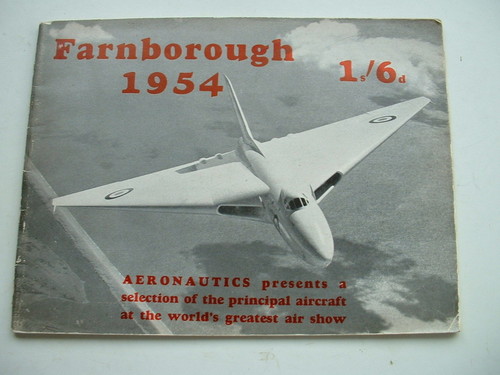 Farnborough
1954
1s/6d
AERONAUTICS presents a
selection of the principal aircraft
at the world's greatest air show